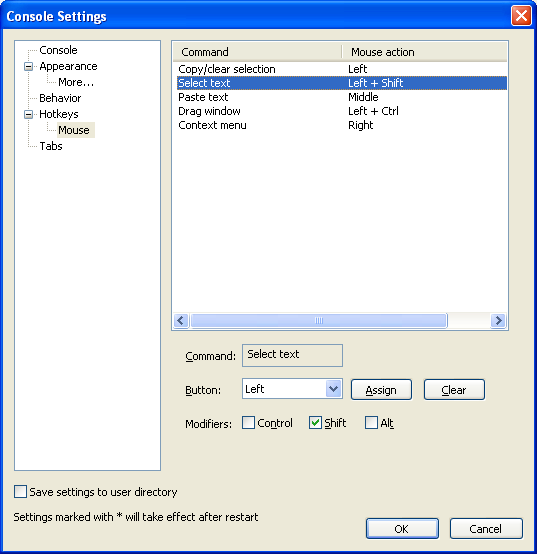 Console Settings
Console
Appearance
More...
Behavior
Hotkeys
Mouse
Tabs
Command Mouse action
Copy/clear selection Left
Select text Left + Shift
Paste text Middle
Drag window Left + Ctrl
Context menu Right
Command: Select text
Button: Left Assign Clear
Modifiers: Control Shift Alt
Save settings to user directory
Settings marked with * will take effect after restart
OK Cancel